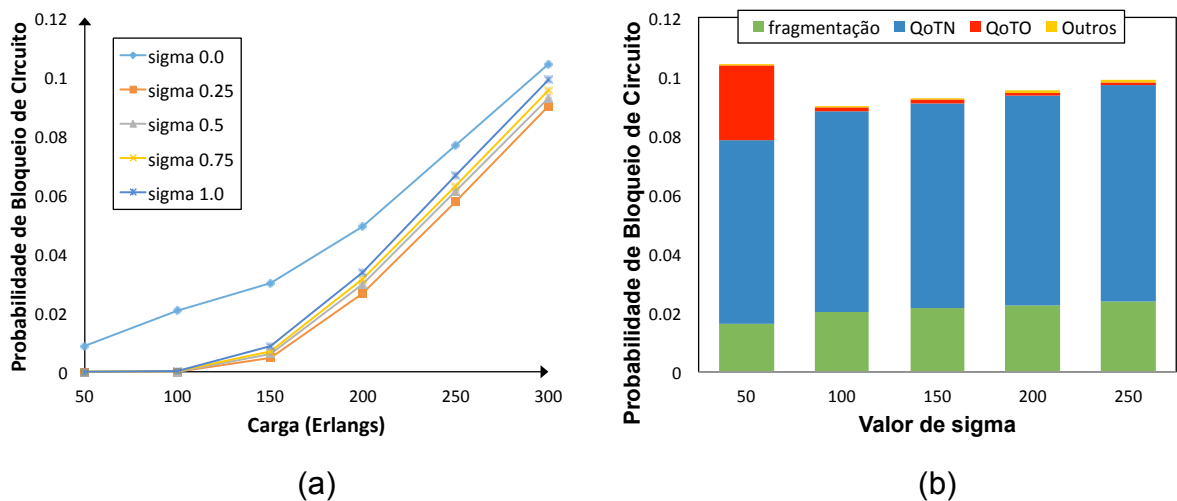 Probabilidade de Bloqueio de CIrcuito
0.12
0.1
0.08
0.06
0.04
0.02
0
sigma 0.0
sigma 0.25
sigma 0.5
sigma 0.75
sigma 1.0
50 100 150 200 250 300
Carga (Erlangs)
(a)
Probabilidade de Bloqueio de Circuito
0.12
0.1
0.08
0.06
0.04
0.02
0
fragmentação QoTN QoTO Outros
50 100 150 200 250
Valor de sigma
(b)